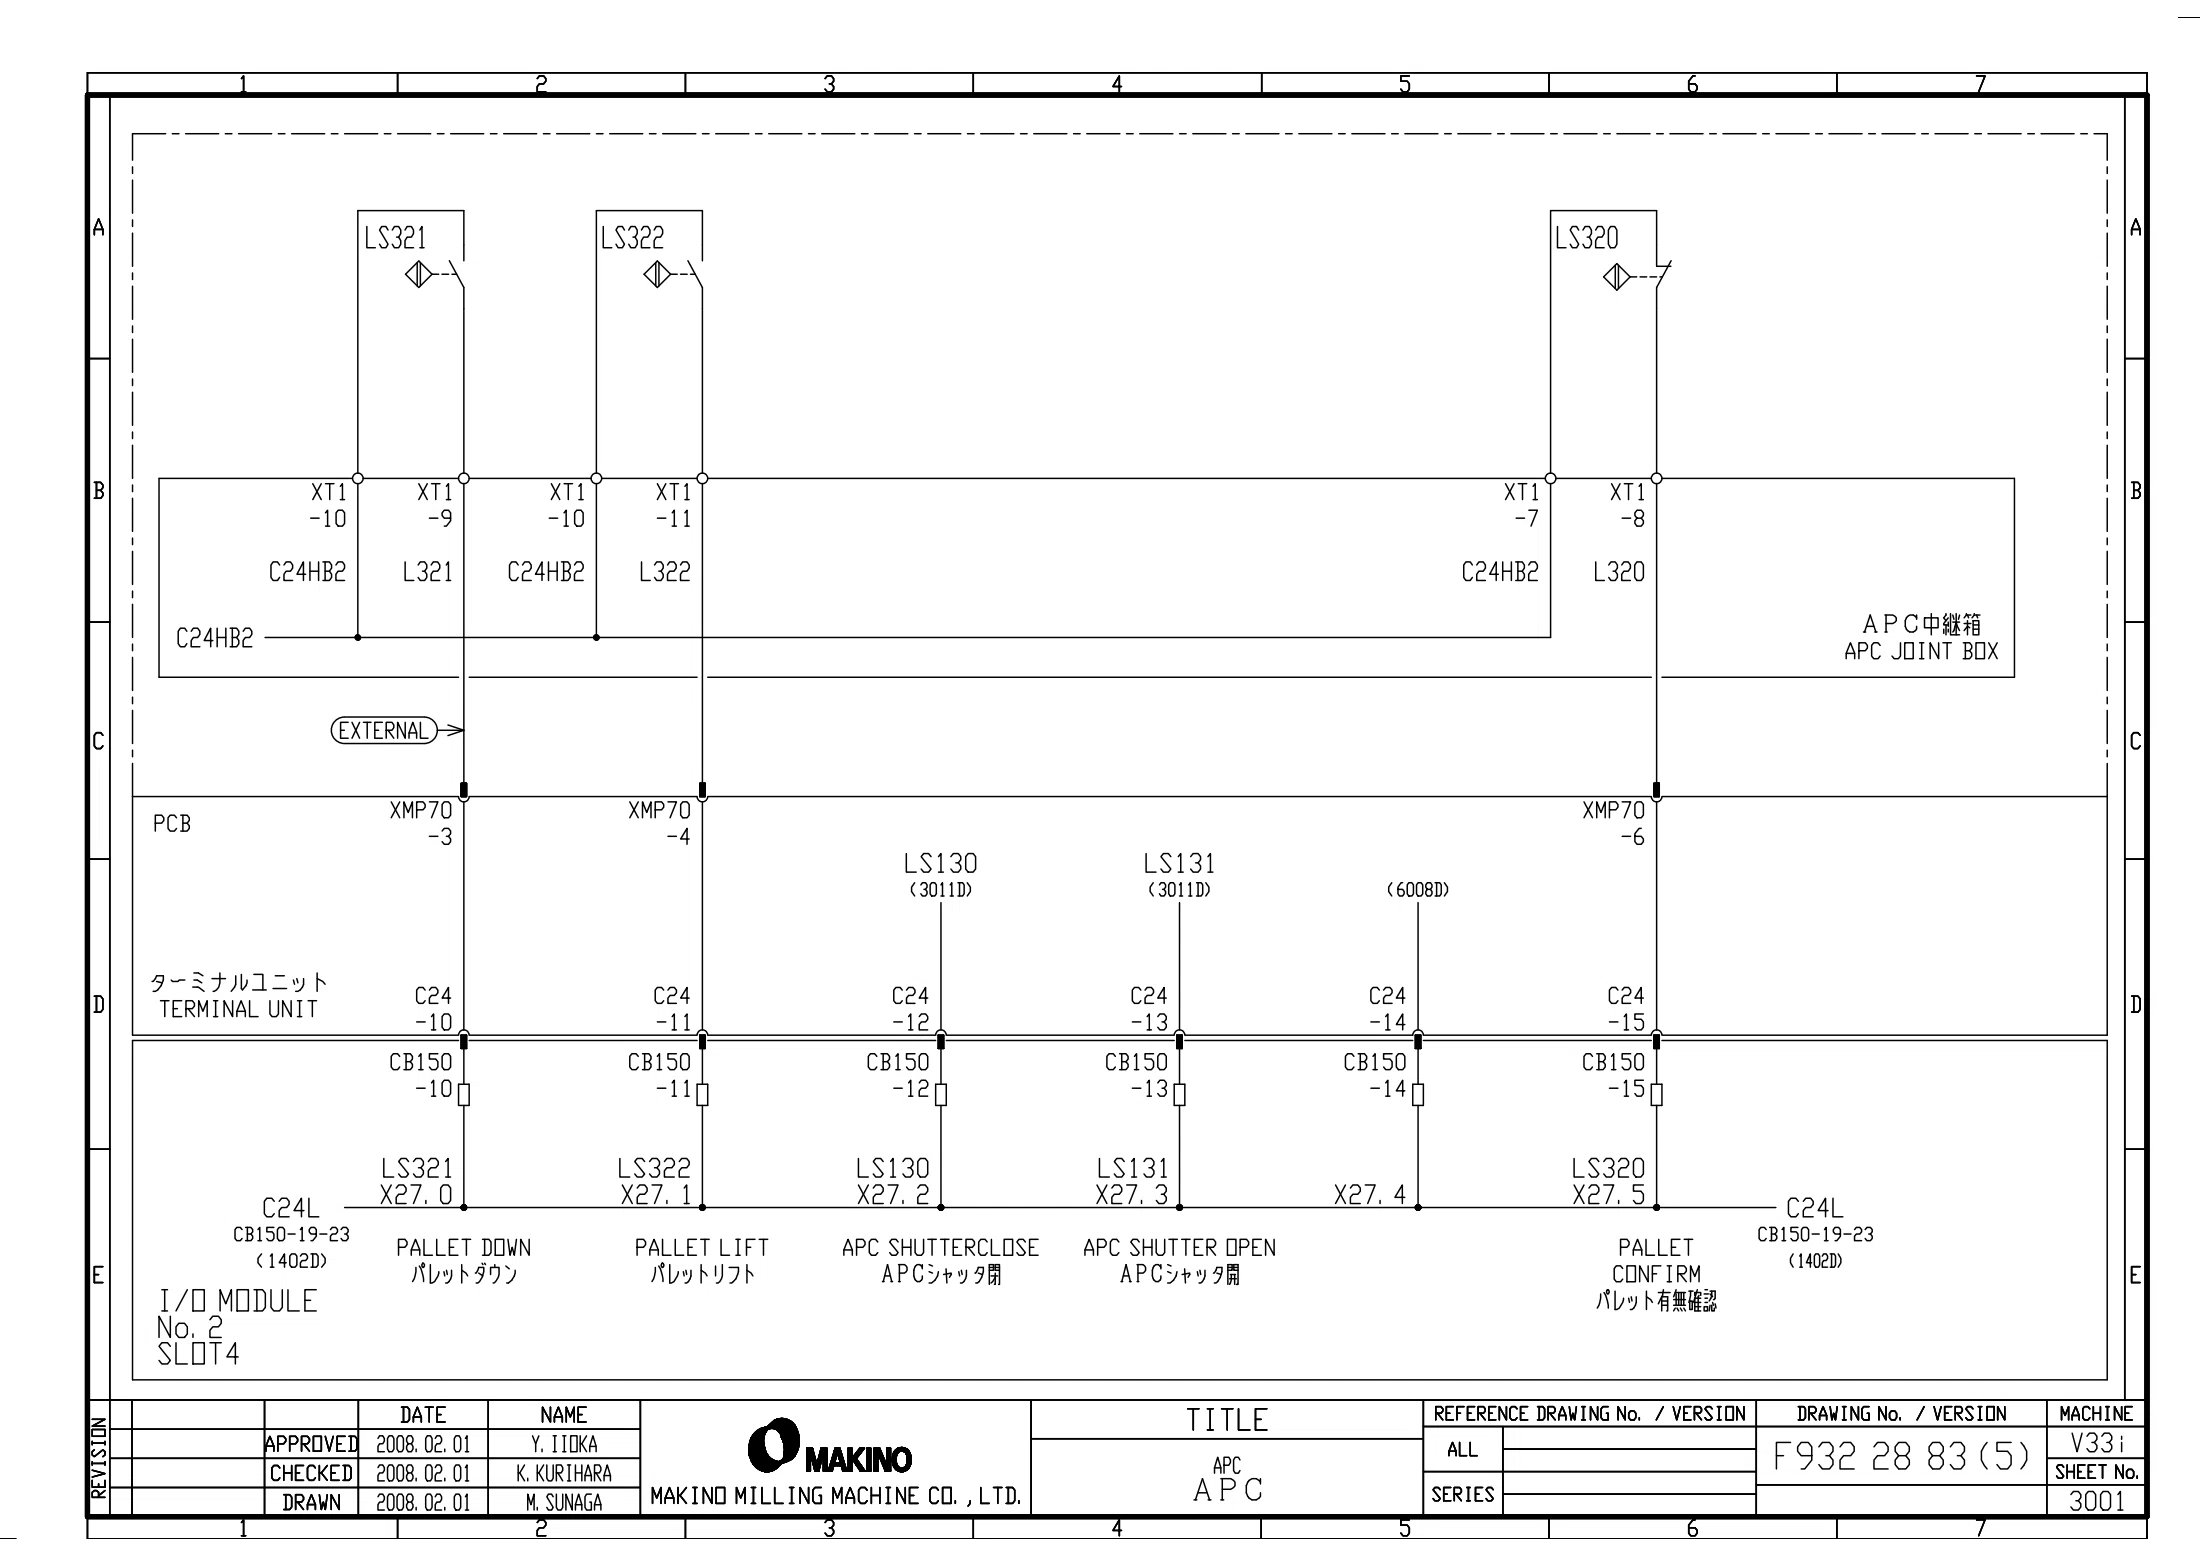 1 2 3 4 5 6 7
A A
LS321 LS322 LS320
B B
XT1 XT1 XT1 XT1 XT1 XT1
-10 -9 -10 -11 -7 -8
C24HB2 L321 C24HB2 L322 C24HB2 L320
APC中継箱
C24HB2 APC JOINT BOX
EXTERNAL
C C
XMP70 XMP70 XMP70
PCB
-3 -4 -6
LS130 LS131
(3011D) (3011D) (6008D)
ターミナルユニット
C24 C24 C24 C24 C24 C24
D D
TERMINAL UNIT
-10 -11 -12 -13 -14 -15
CB150 CB150 CB150 CB150 CB150 CB150
-10 -11 -12 -13 -14 -15
LS321 LS322 LS130 LS131 LS320
X27.0 X27.1 X27.2 X27.3 X27.4 X27.5
C24L C24L
CB150-19-23 CB150-19-23
(1402D) (1402D)
PALLET DOWN PALLET LIFT APC SHUTTERCLOSE APC SHUTTER OPEN PALLET
パレットダウン パレットリフト APCシャッタ閉 APCシャッタ開 CONFIRM
パレット有無確認
E E
I/O MODULE
No.2
SLOT4
REVISION
DATE NAME
APPROVED 2008.02.01 Y.IIOKA
CHECKED 2008.02.01 K.KURIHARA
DRAWN 2008.02.01 M.SUNAGA
MAKINO
MAKINO MILLING MACHINE CO.,LTD.
TITLE
APC
APC
REFERENCE DRAWING No. / VERSION
ALL
SERIES
DRAWING No. / VERSION
F932 28 83(5)
MACHINE
V33i
SHEET No.
3001
1 2 3 4 5 6 7